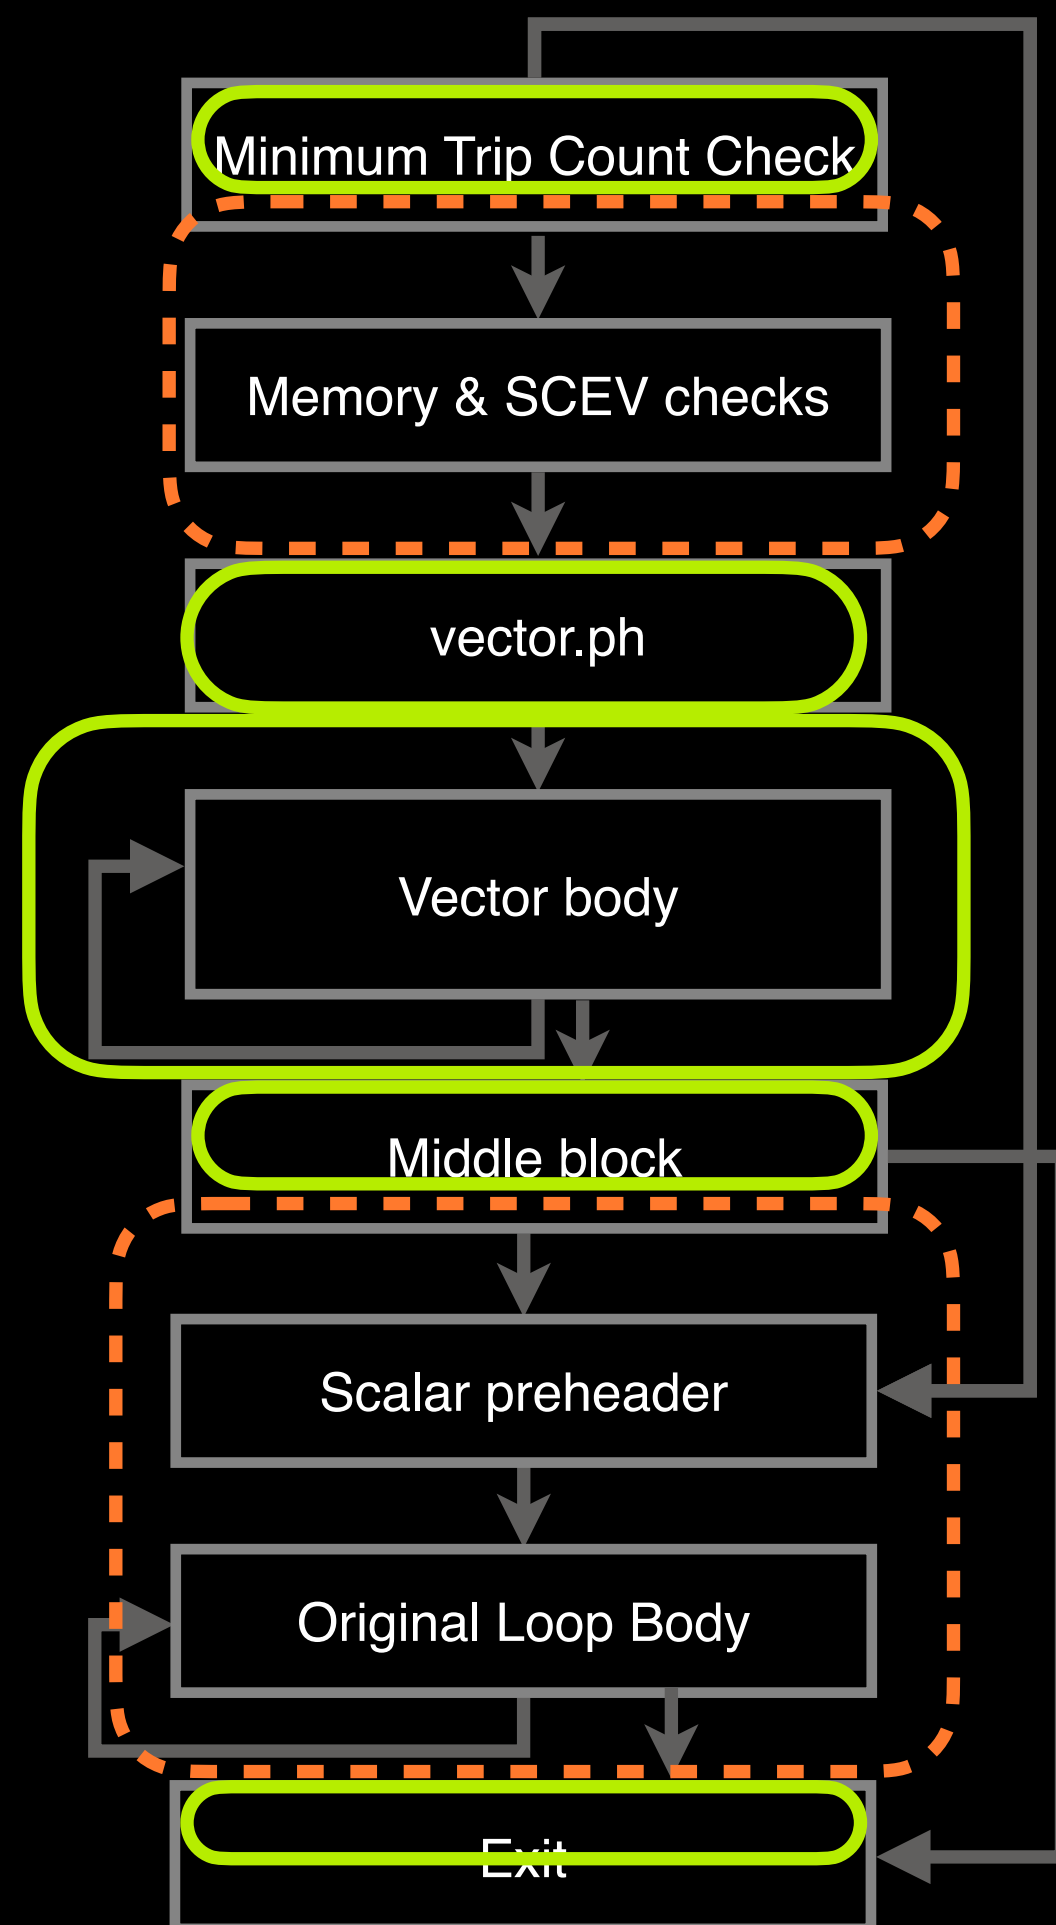 Minimum Trip Count Check
Memory & SCEV checks
vector.ph
Vector body
Middle block
Scalar preheader
Original Loop Body
Exit